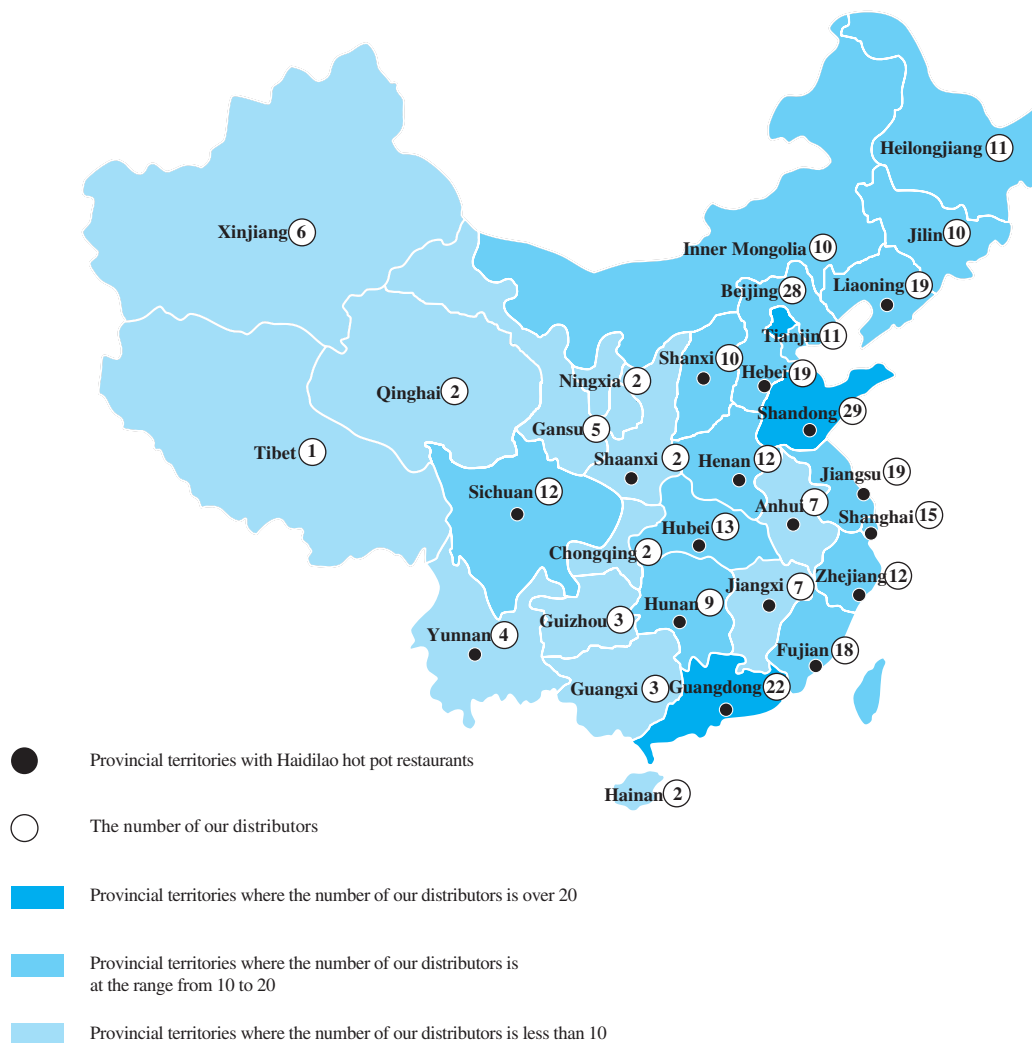 Heilongjiang 11
Xinjiang 6
Jilin 10
Inner Mongolia 10
Liaoning 19
Beijing 28
Tianjin 11
Shanxi 10
Hebei 19
Ningxia 2
Qinghai 2
Shandong 29
Gansu 5
Tibet 1
Shaanxi 2
Henan 12
Jiangsu 19
Sichuan 12
Anhui 7
Shanghai 15
Hubei 13
Chongqing 2
Jiangxi 7
Zhejiang 12
Hunan 9
Guizhou 3
Yunnan 4
Fujian 18
Guangxi 3
Guangdong 22
Hainan 2
Provincial territories with Haidilao hot pot restaurants
The number of our distributors
Provincial territories where the number of our distributors is over 20
Provincial territories where the number of our distributors is
at the range from 10 to 20
Provincial territories where the number of our distributors is less than 10